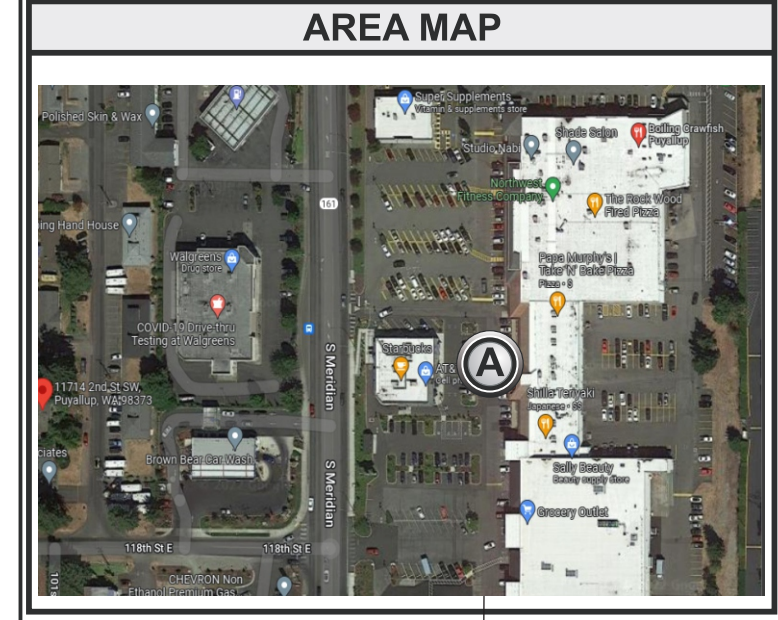 AREA MAP
Super Supplements
Vitamin & supplements store
Polished Skin & Wax
Boiling Crawfish
Puyallup
Shade Salon
Studio Nabi
Northwest
Fitness Company
161
The Rock Wood
Fired Pizza
ing Hand House
Walgreens
Drug store
Papa Murphy's |
Take 'N' Bake Pizza
Pizza · $
COVID-19 Drive-thru
Testing at Walgreens
Starbucks
A
AT&
S Meridian
11714 2nd St SW,
Puyallup, WA 98373
Shilla Teriyaki
Japanese · $$
ciates
Brown Bear Car Wash
S Meridian
Sally Beauty
Beauty supply store
Grocery Outlet
118th St E
118th St E
CHEVRON Non
Ethanol Premium Gas